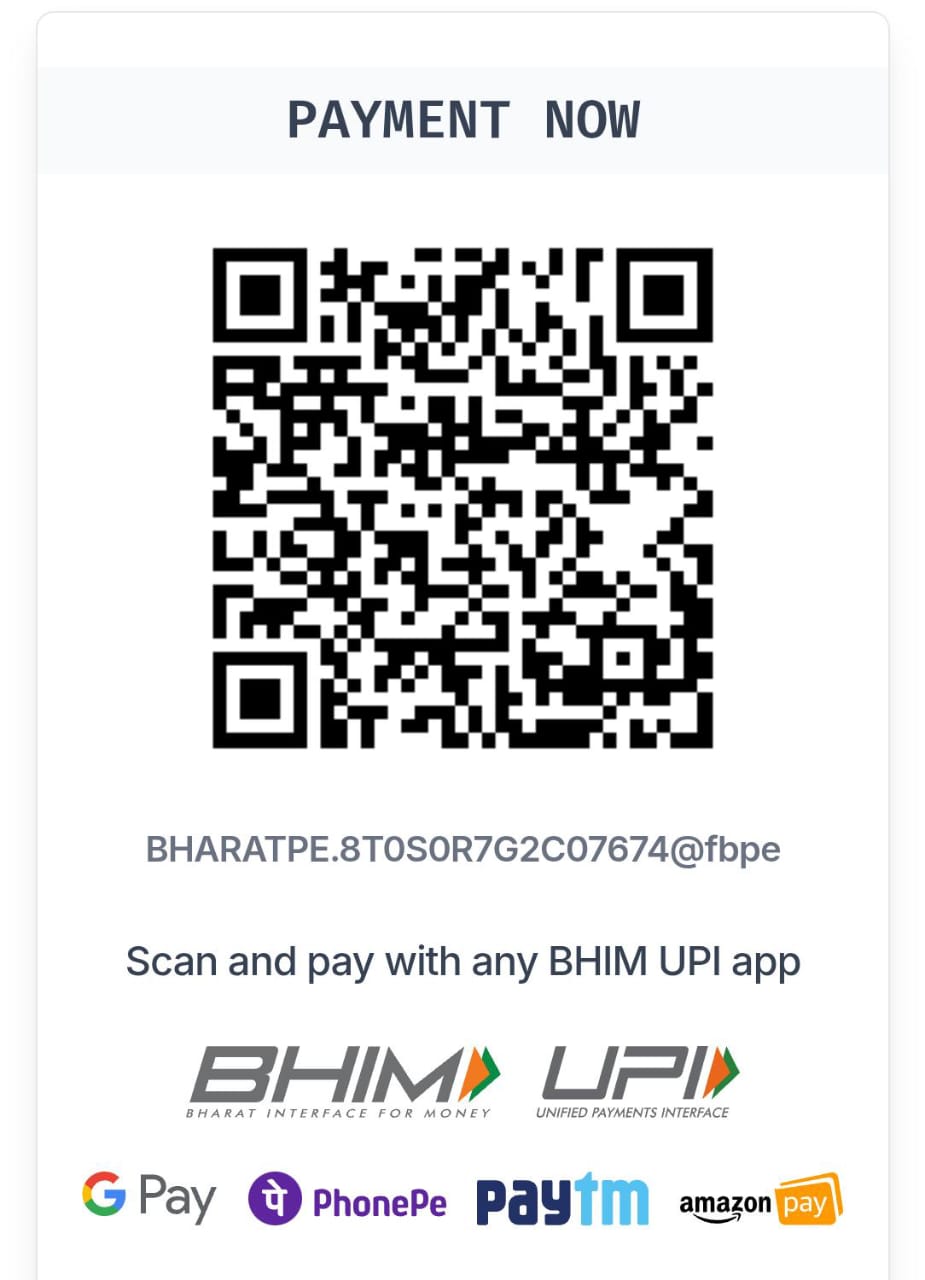 PAYMENT NOW
BHARATPE.8T0S0R7G2C07674@fbpe
Scan and pay with any BHIM UPI app
BHIM UPI
BHARAT INTERFACE FOR MONEY UNIFIED PAYMENTS INTERFACE
G Pay पे PhonePe paytm amazon pay